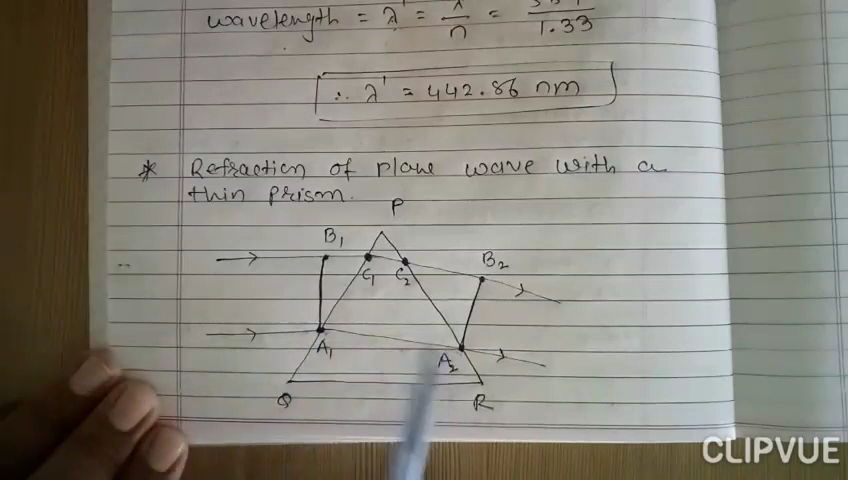 wavelength = λ' = λ/n = /1.33
∴ λ' = 442.86 nm
* Refraction of plane wave with a
thin prism.
P
B1
B2
C1 C2
A1
A2
Q R
CLIPVUE